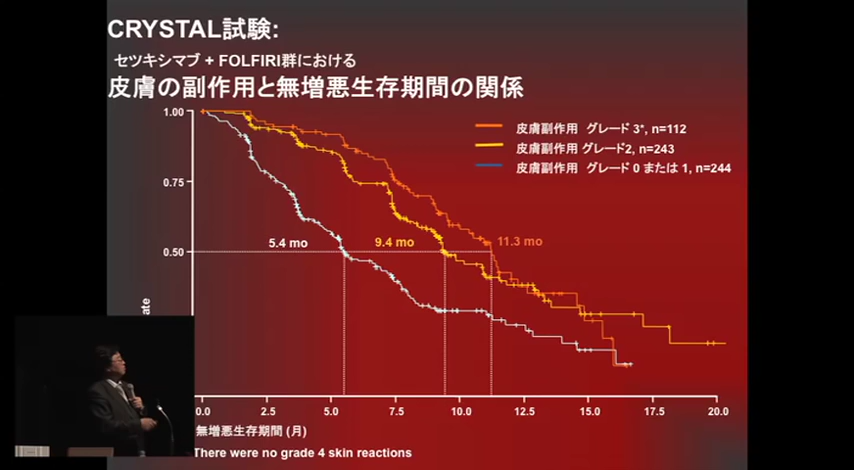 CRYSTAL試験:
セツキシマブ + FOLFIRI群における
皮膚の副作用と無増悪生存期間の関係
皮膚副作用 グレード 3*, n=112
皮膚副作用 グレード2, n=243
皮膚副作用 グレード 0 または 1, n=244
1.00
0.75
0.50
5.4 mo
9.4 mo
11.3 mo
ate
0.0 2.5 5.0 7.5 10.0 12.5 15.0 17.5 20.0
無増悪生存期間 (月)
There were no grade 4 skin reactions